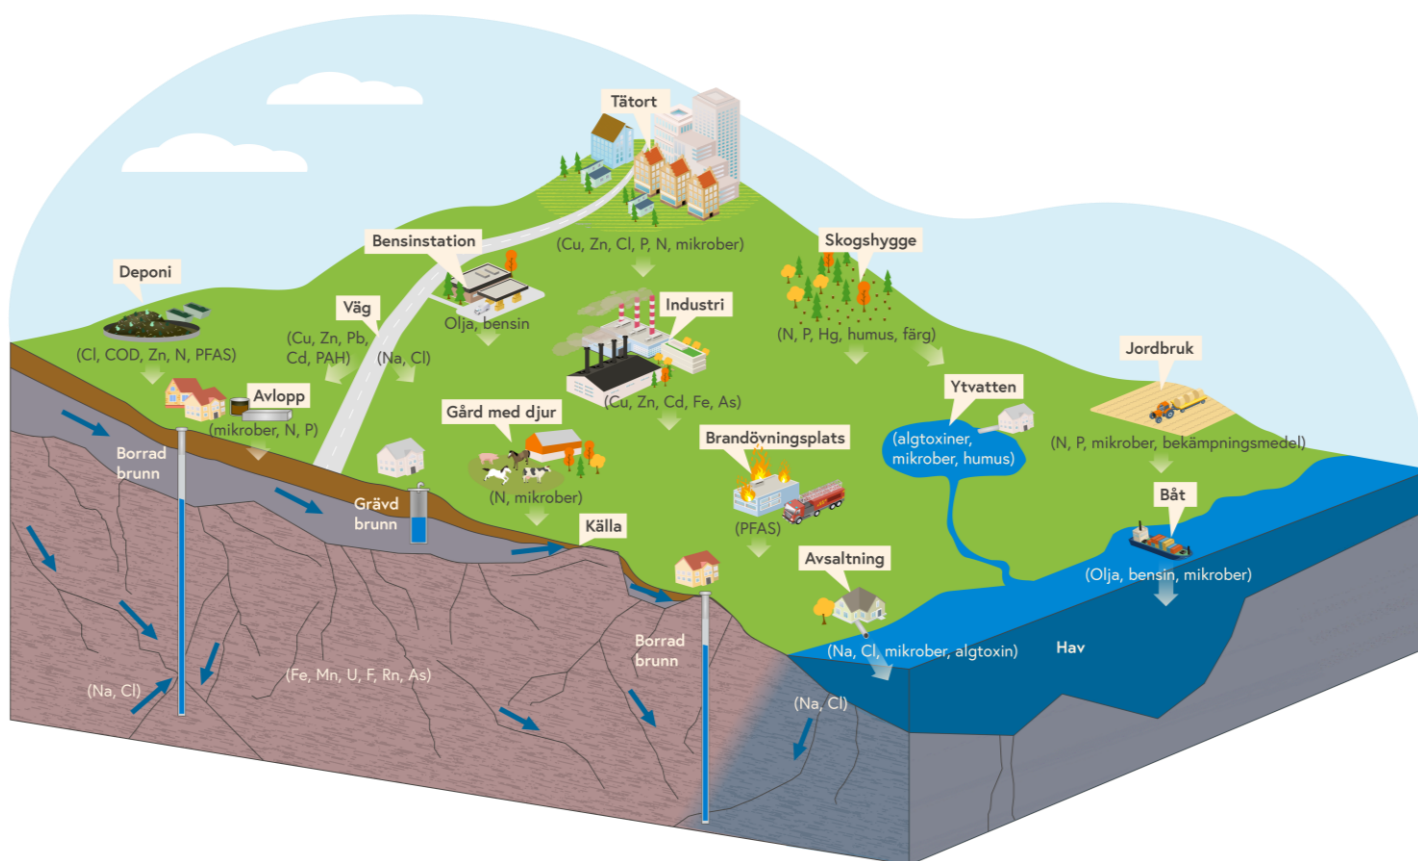 Tätort
(Cu, Zn, Cl, P, N, mikrober)
Bensinstation
Olja, bensin
Skogshygge
(N, P, Hg, humus, färg)
Deponi
(Cl, COD, Zn, N, PFAS)
Väg
(Cu, Zn, Pb,
Cd, PAH)
(Na, Cl)
Industri
(Cu, Zn, Cd, Fe, As)
Jordbruk
(N, P, mikrober, bekämpningsmedel)
Avlopp
(mikrober, N, P)
Gård med djur
(N, mikrober)
Ytvatten
(algtoxiner,
mikrober, humus)
Brandövningsplats
(PFAS)
Borrad
brunn
Grävd
brunn
Källa
Båt
(Olja, bensin, mikrober)
Avsaltning
(Na, Cl, mikrober, algtoxin)
Hav
Borrad
brunn
(Fe, Mn, U, F, Rn, As)
(Na, Cl)
(Na, Cl)